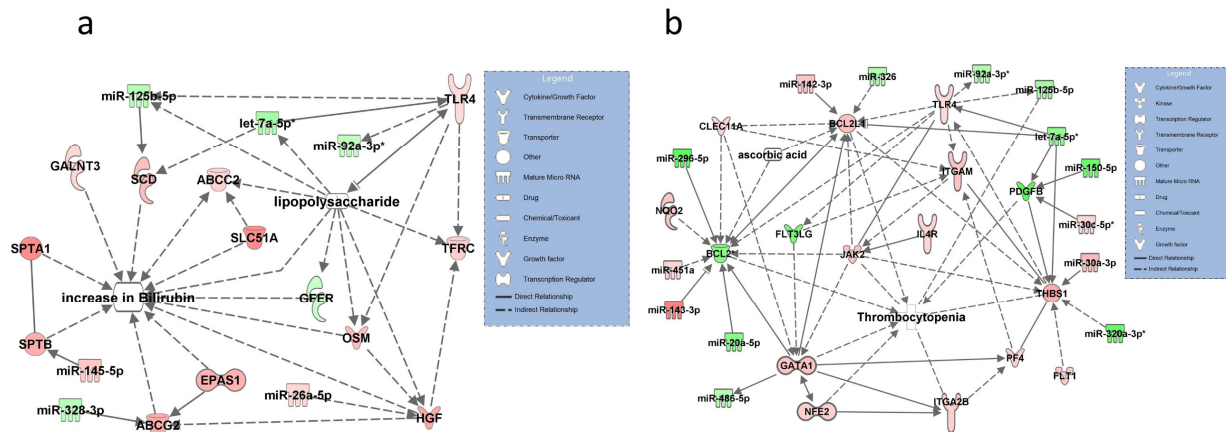 a
miR-125b-5p
TLR4
let-7a-5p*
miR-92a-3p*
GALNT3
SCD
ABCC2
lipopolysaccharide
SLC51A
TFRC
SPTA1
increase in Bilirubin
GFER
OSM
SPTB
miR-145-5p
EPAS1
miR-26a-5p
miR-328-3p
ABCG2
HGF
Legend
Cytokine/Growth Factor
Transmembrane Receptor
Transporter
Other
Mature Micro RNA
Drug
Chemical/Toxicant
Enzyme
Growth factor
Transcription Regulator
Direct Relationship
Indirect Relationship
b
miR-142-3p
miR-326
miR-92a-3p*
miR-125b-5p
TLR4
CLEC11A
BCL2L1
let-7a-5p*
ascorbic acid
miR-296-5p
ITGAM
miR-150-5p
PDGFB
NQO2
miR-30c-5p*
FLT3LG
IL4R
BCL2
JAK2
miR-451a
miR-30a-3p
THBS1
miR-143-3p
Thrombocytopenia
miR-320a-3p*
miR-20a-5p
GATA1
PF4
FLT1
miR-486-5p
NFE2
ITGA2B
Legend
Cytokine/Growth Factor
Kinase
Transcription Regulator
Transmembrane Receptor
Transporter
Other
Mature Micro RNA
Drug
Chemical/Toxicant
Enzyme
Growth factor
Direct Relationship
Indirect Relationship